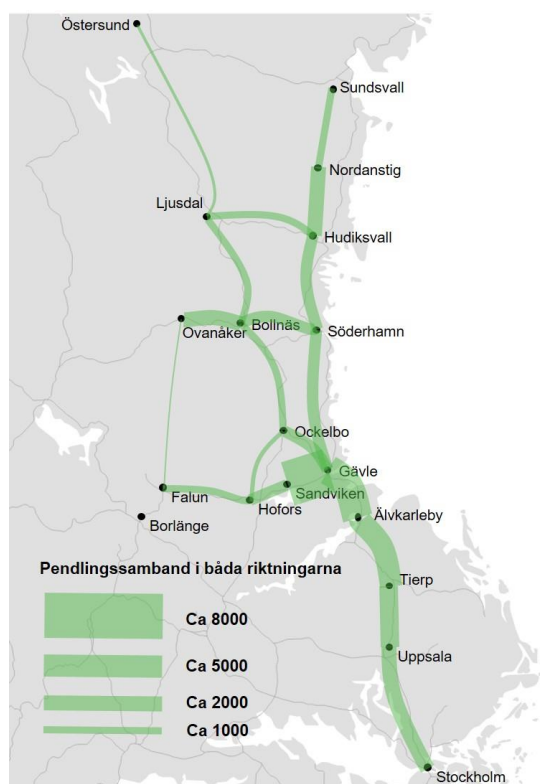 Östersund
Sundsvall
Nordanstig
Ljusdal
Hudiksvall
Bollnäs
Ovanåker
Söderhamn
Ockelbo
Gävle
Sandviken
Falun
Hofors
Borlänge
Älvkarleby
Pendlingssamband i båda riktningarna
Tierp
Ca 8000
Uppsala
Ca 5000
Ca 2000
Ca 1000
Stockholm